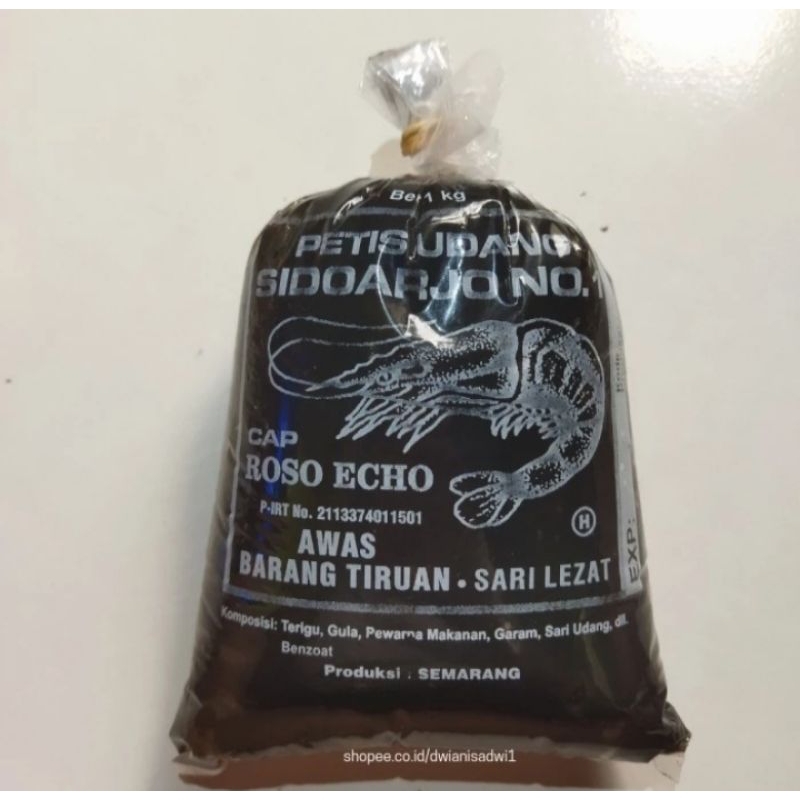 Ber 1 kg
PETIS UDANG
SIDOARJO NO. 1
CAP
ROSO ECHO
P-IRT No. 2113374011501
H
AWAS
BARANG TIRUAN • SARI LEZAT
EXP:
Komposisi: Terigu, Gula, Pewarna Makanan, Garam, Sari Udang, dll.
Benzoat
Produksi : SEMARANG
shopee.co.id/dwianisadwi1